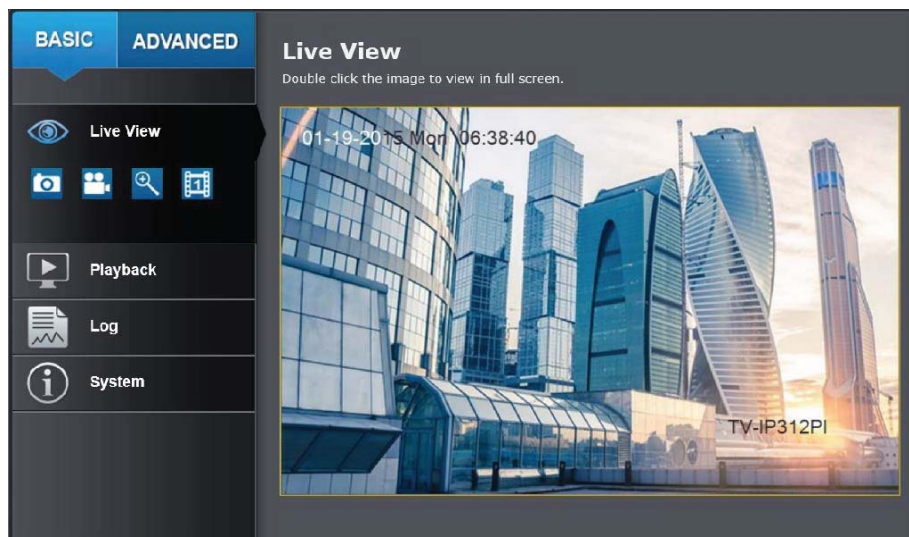 BASIC
ADVANCED
Live View
Double click the image to view in full screen.
01-19-2015 Mon 06:38:40
Live View
1
Playback
Log
System
TV-IP312PI